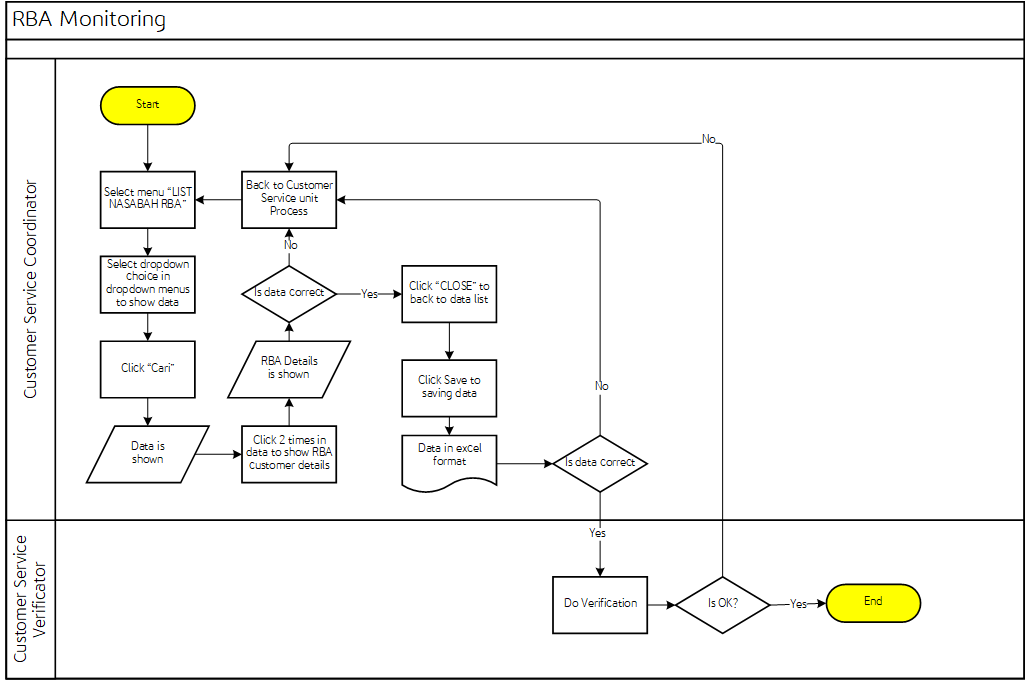 RBA Monitoring
Customer Service Coordinator
Start
Select menu “LIST
NASABAH RBA”
Select dropdown
choice in
dropdown menus
to show data
Click “Cari”
Data is
shown
Click 2 times in
data to show RBA
customer details
RBA Details
is shown
Is data correct
No
Back to Customer
Service unit
Process
Yes
Click “CLOSE” to
back to data list
Click Save to
saving data
Data in excel
format
Is data correct
No
No
Yes
Customer Service
Verificator
Do Verification
Is OK?
Yes
End